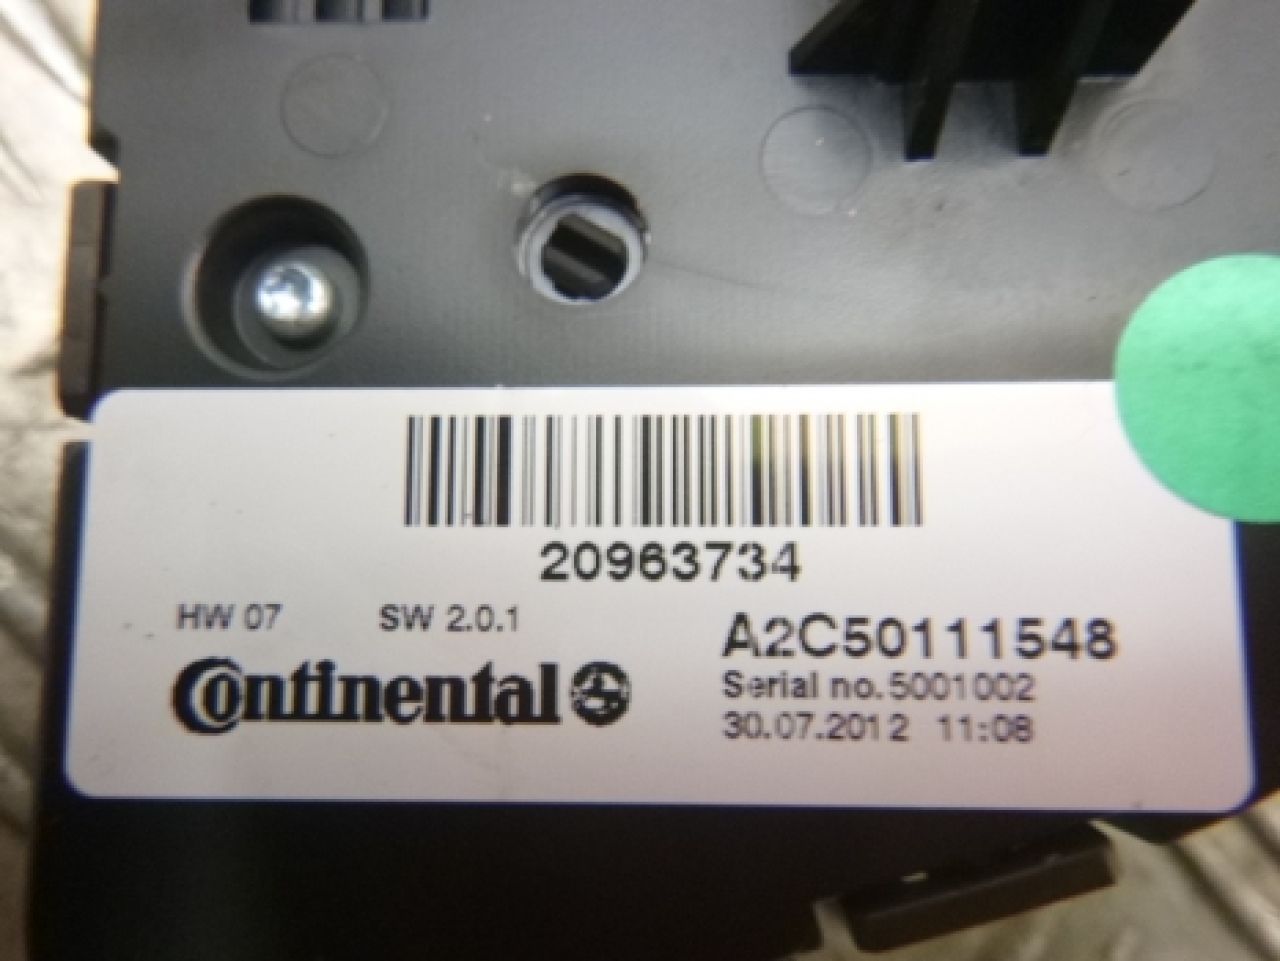 20963734
HW 07 SW 2.0.1
A2C50111548
Continental
Serial no.5001002
30.07.2012 11:08